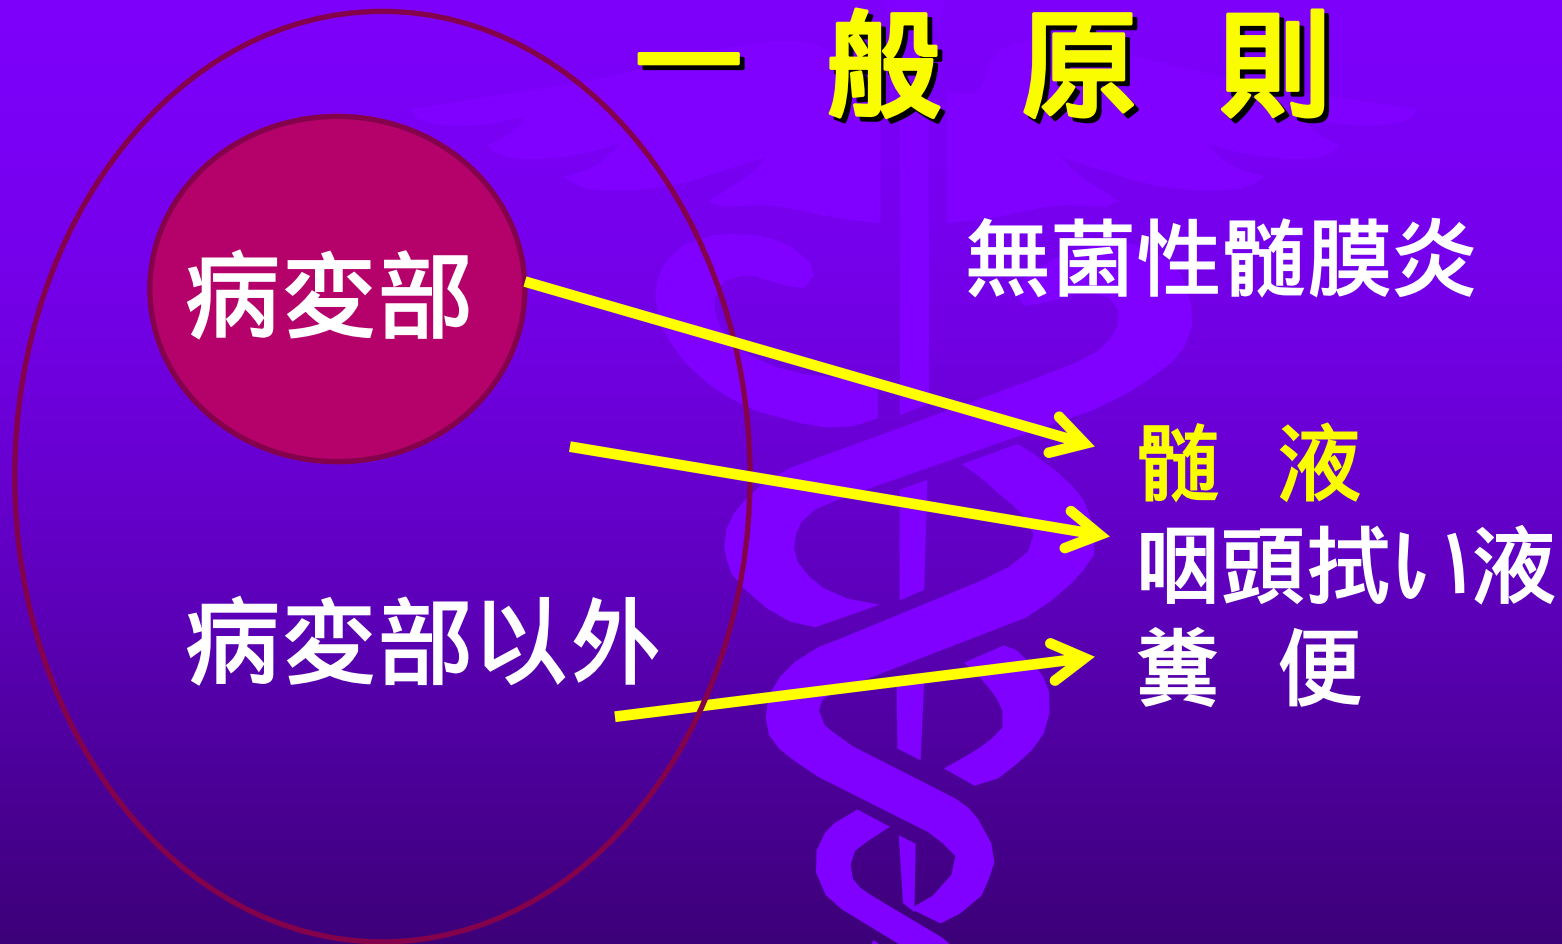 一般原則
無菌性髄膜炎
病変部
髄液
咽頭拭い液
病変部以外
糞便